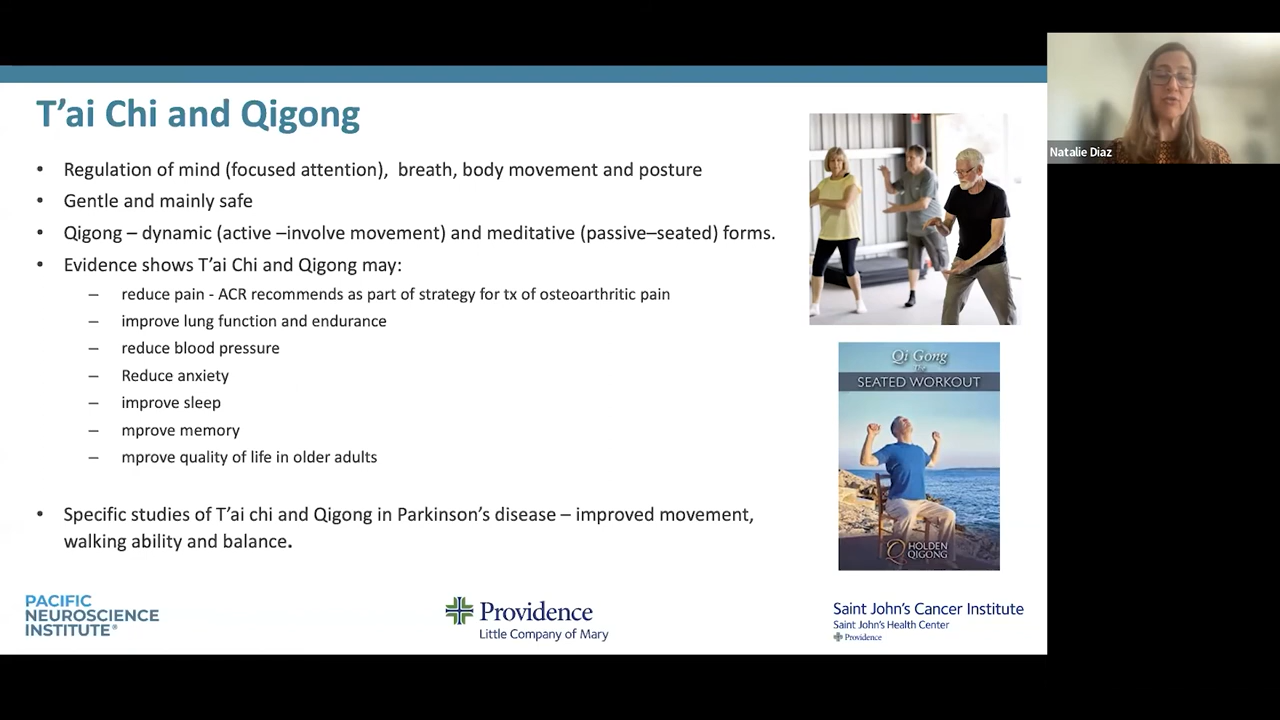 T'ai Chi and Qigong
• Regulation of mind (focused attention), breath, body movement and posture
• Gentle and mainly safe
• Qigong – dynamic (active –involve movement) and meditative (passive–seated) forms.
• Evidence shows T'ai Chi and Qigong may:
– reduce pain - ACR recommends as part of strategy for tx of osteoarthritic pain
– improve lung function and endurance
– reduce blood pressure
– Reduce anxiety
– improve sleep
– mprove memory
– mprove quality of life in older adults
• Specific studies of T'ai chi and Qigong in Parkinson's disease – improved movement,
walking ability and balance.
Qi Gong
The
SEATED WORKOUT
HOLDEN
QIGONG
PACIFIC
NEUROSCIENCE
INSTITUTE®
Providence
Little Company of Mary
Saint John's Cancer Institute
Saint John's Health Center
Providence
Natalie Diaz